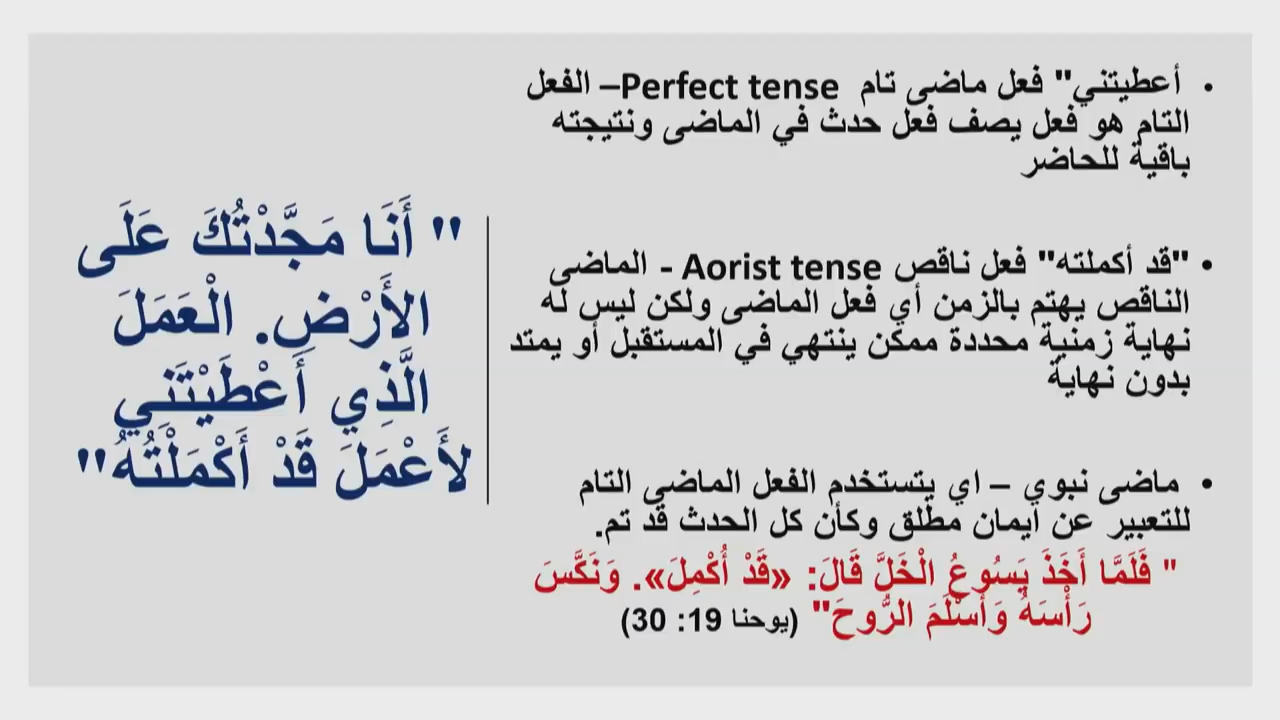 • أعطيتني" فعل ماضى تام Perfect tense– الفعل
التام هو فعل يصف فعل حدث في الماضى ونتيجته
باقية للحاضر
• "قد أكملته" فعل ناقص Aorist tense - الماضى
الناقص يهتم بالزمن أي فعل الماضى ولكن ليس له
نهاية زمنية محددة ممكن ينتهي في المستقبل أو يمتد
بدون نهاية
• ماضى نبوي – اي يتستخدم الفعل الماضى التام
للتعبير عن ايمان مطلق وكأن كل الحدث قد تم.
" فَلَمَّا أَخَذَ يَسُوعُ الْخَلَّ قَالَ: «قَدْ أُكْمِلَ». وَنَكَّسَ
رَأْسَهُ وَأَسْلَمَ الرُّوحَ" (يوحنا 19: 30)
" أَنَا مَجَّدْتُكَ عَلَى
الأَرْضِ. الْعَمَلَ
الَّذِي أَعْطَيْتَنِي
لأَعْمَلَ قَدْ أَكْمَلْتُهُ"